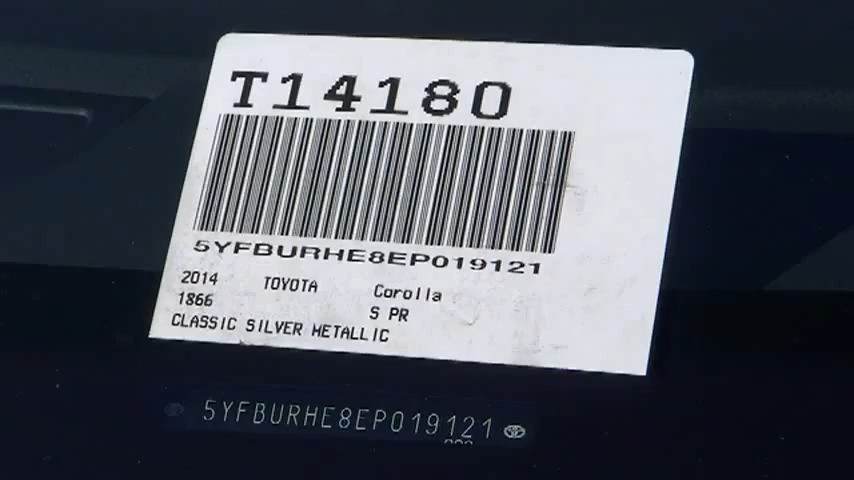 T14180
5YFBURHE8EP019121
2014 TOYOTA Corolla
1866 S PR
CLASSIC SILVER METALLIC
5YFBURHE8EP019121